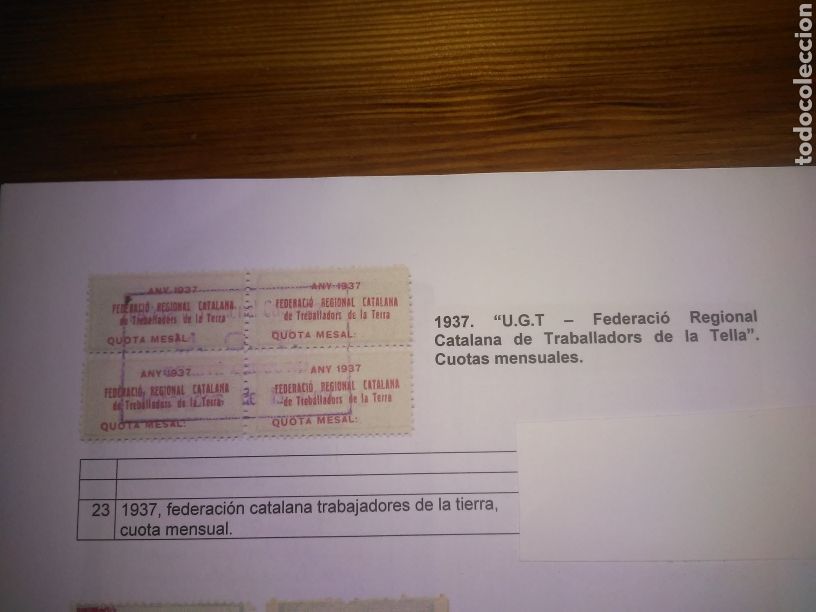 todocoleccion
ANY 1937
FEDERACIÓ REGIONAL CATALANA
de Treballadors de la Terra
QUOTA MESAL:
ANY 1937
FEDERACIÓ REGIONAL CATALANA
de Treballadors de la Terra
QUOTA MESAL:
ANY 1937
FEDERACIÓ REGIONAL CATALANA
de Treballadors de la Terra
QUOTA MESAL:
ANY 1937
FEDERACIÓ REGIONAL CATALANA
de Treballadors de la Terra
QUOTA MESAL:
1937. “U.G.T – Federació Regional
Catalana de Traballadors de la Tella”.
Cuotas mensuales.
23 1937, federación catalana trabajadores de la tierra,
cuota mensual.